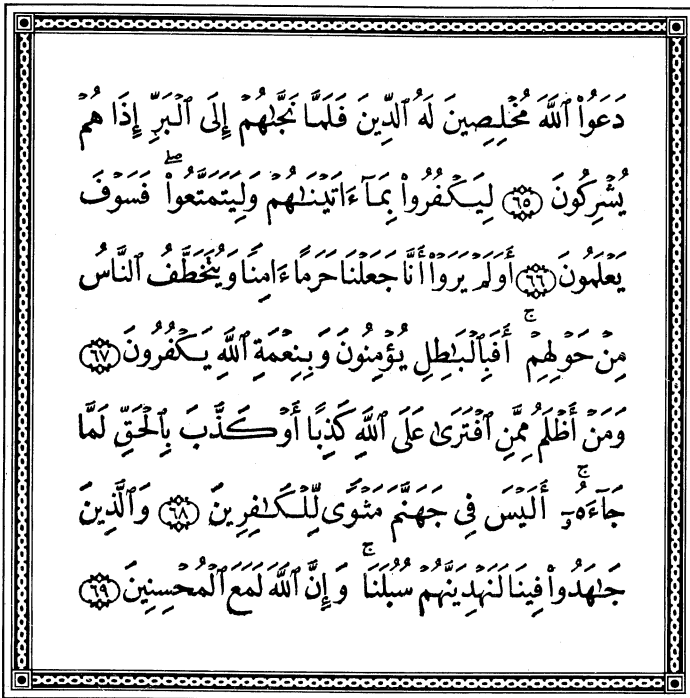 دَعَوُا۟ ٱللَّهَ مُخْلِصِينَ لَهُ ٱلدِّينَ فَلَمَّا نَجَّىٰهُمْ إِلَى ٱلْبَرِّ إِذَا هُمْ
يُشْرِكُونَ ٦٥ لِيَكْفُرُوا۟ بِمَآ ءَاتَيْنَٰهُمْ وَلِيَتَمَتَّعُوا۟ ۖ فَسَوْفَ
يَعْلَمُونَ ٦٦ أَوَلَمْ يَرَوْا۟ أَنَّا جَعَلْنَا حَرَمًا ءَامِنًا وَيُتَخَطَّفُ ٱلنَّاسُ
مِنْ حَوْلِهِمْ ۚ أَفَبِٱلْبَٰطِلِ يُؤْمِنُونَ وَبِنِعْمَةِ ٱللَّهِ يَكْفُرُونَ ٦٧
وَمَنْ أَظْلَمُ مِمَّنِ ٱفْتَرَىٰ عَلَى ٱللَّهِ كَذِبًا أَوْ كَذَّبَ بِٱلْحَقِّ لَمَّا
جَآءَهُۥٓ ۚ أَلَيْسَ فِى جَهَنَّمَ مَثْوًى لِّلْكَٰفِرِينَ ٦٨ وَٱلَّذِينَ
جَٰهَدُوا۟ فِينَا لَنَهْدِيَنَّهُمْ سُبُلَنَا ۚ وَإِنَّ ٱللَّهَ لَمَعَ ٱلْمُحْسِنِينَ ٦٩